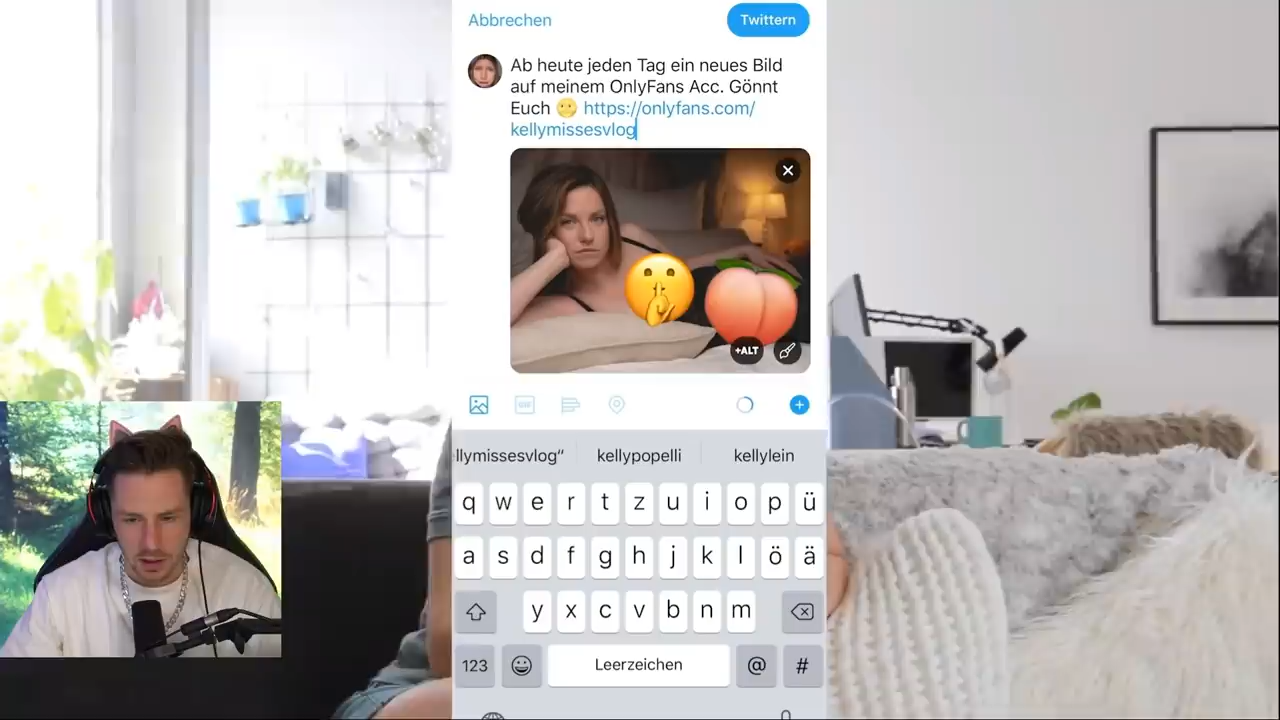 Abbrechen
Twittern
Ab heute jeden Tag ein neues Bild
auf meinem OnlyFans Acc. Gönnt
Euch 🤫 https://onlyfans.com/
kellymissesvlog
+ALT
GIF
llymissesvlog“ kellypopelli kellylein
q w e r t z u i o p ü
a s d f g h j k l ö ä
y x c v b n m
123 Leerzeichen @ #